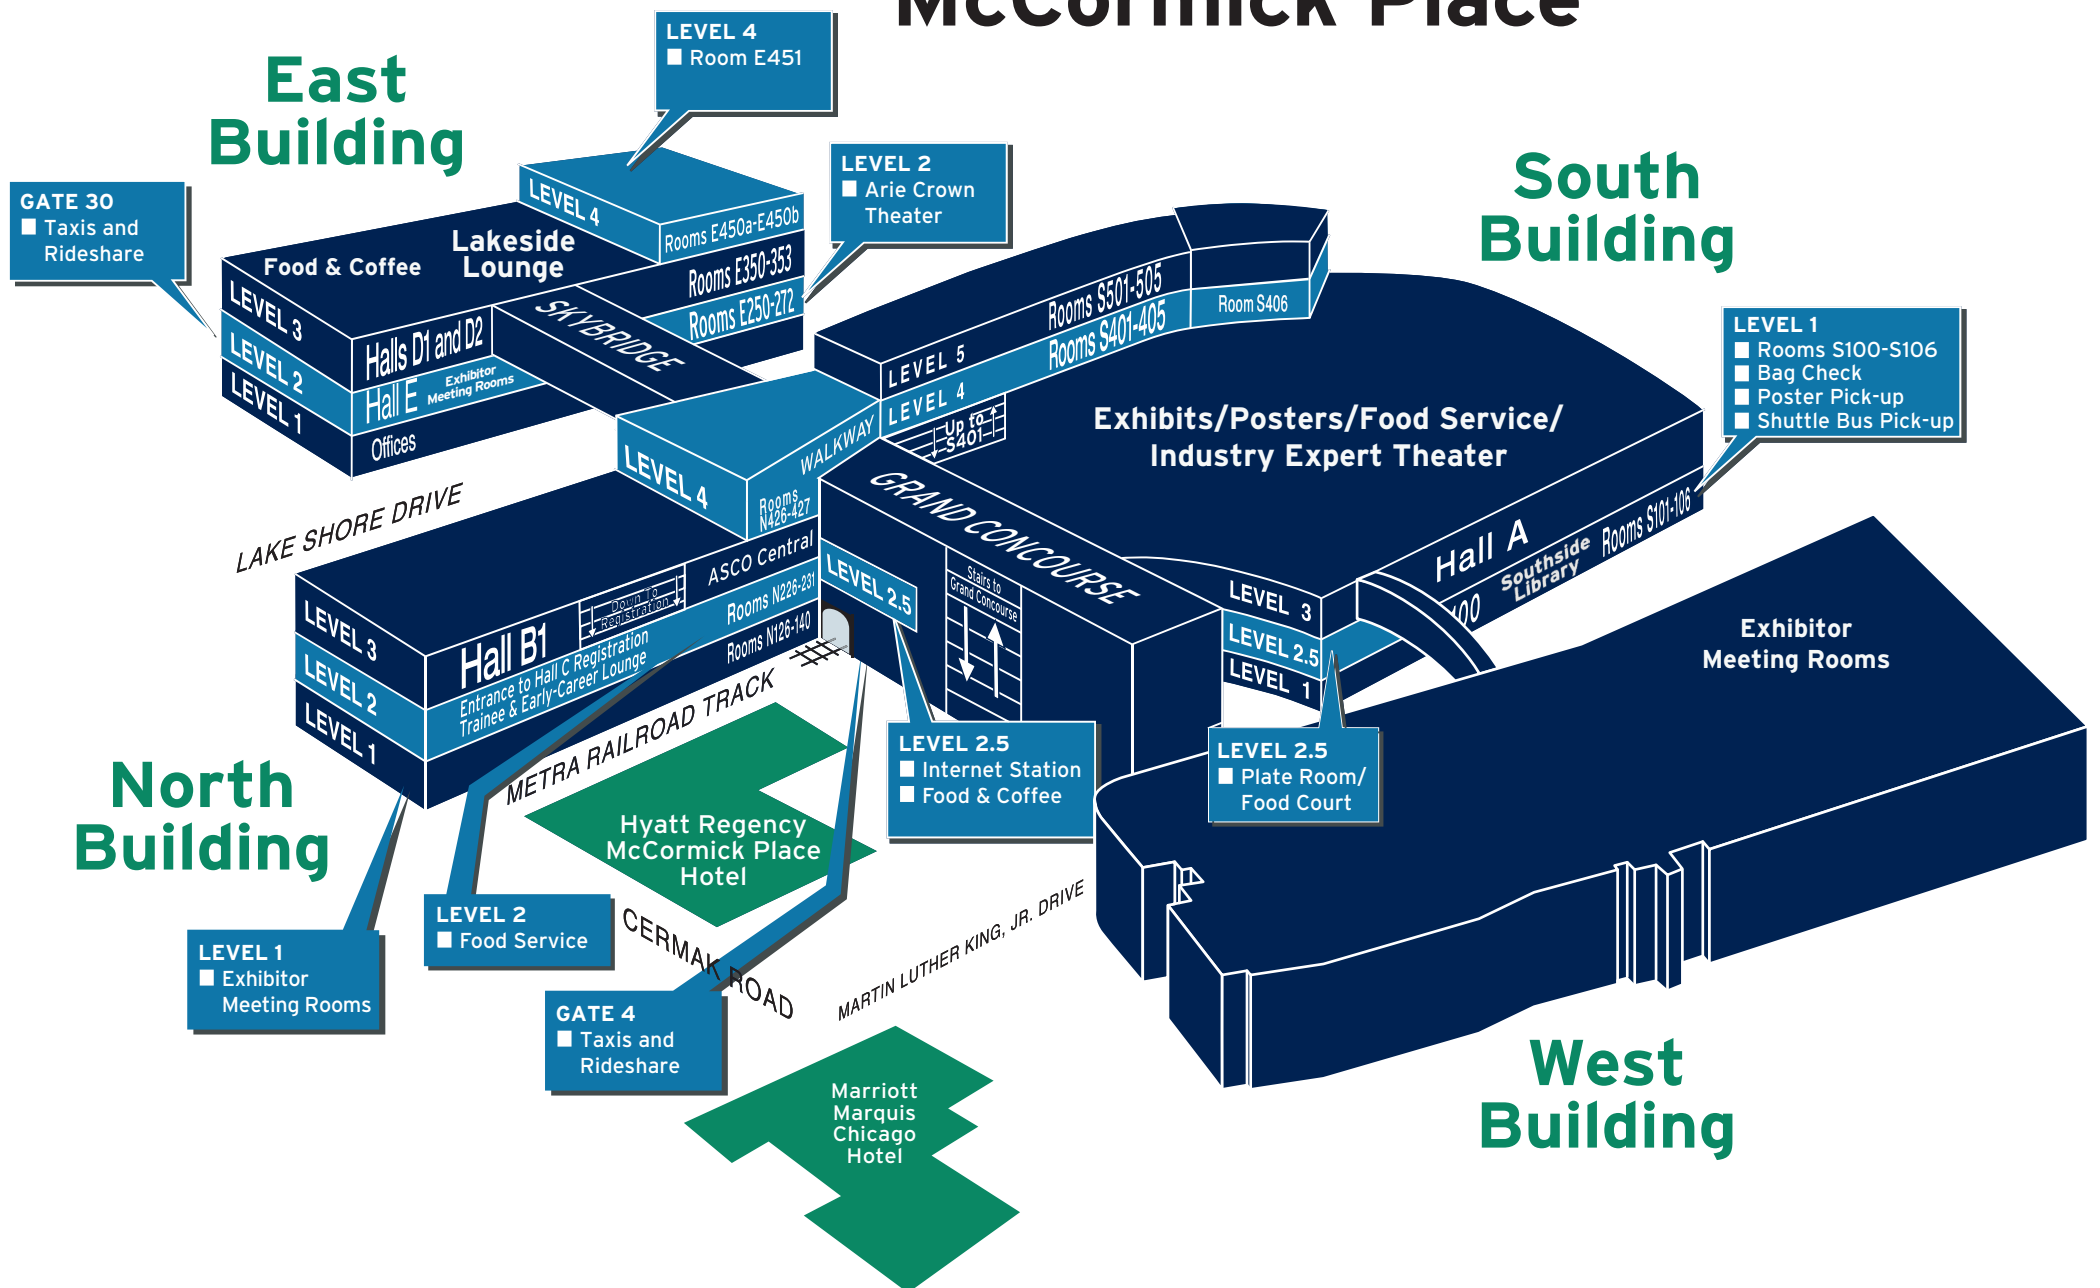 McCormick Place
East
Building
LEVEL 4
Room E451
LEVEL 2
Arie Crown
Theater
GATE 30
Taxis and
Rideshare
South
Building
LEVEL 4
Rooms E450a-E450b
Food & Coffee
Lakeside
Lounge
Rooms E350-353
Rooms E250-272
LEVEL 3
LEVEL 2
LEVEL 1
Halls D1 and D2
Hall E
Exhibitor
Meeting Rooms
Offices
SKYBRIDGE
Rooms S501-505
Rooms S401-405
Room S406
LEVEL 5
LEVEL 4
Up to
S401
WALKWAY
LEVEL 1
Rooms S100-S106
Bag Check
Poster Pick-up
Shuttle Bus Pick-up
Exhibits/Posters/Food Service/
Industry Expert Theater
LEVEL 4
Rooms
N426-427
GRAND CONCOURSE
LAKE SHORE DRIVE
ASCO Central
Rooms N226-231
Rooms N126-140
LEVEL 3
LEVEL 2
LEVEL 1
Hall B1
Down To
Registration
Entrance to Hall C Registration
Trainee & Early-Career Lounge
LEVEL 2.5
Stairs to
Grand Concourse
LEVEL 3
LEVEL 2.5
LEVEL 1
Hall A
100
Southside
Library
Rooms S101-106
Exhibitor
Meeting Rooms
METRA RAILROAD TRACK
LEVEL 2.5
Internet Station
Food & Coffee
LEVEL 2.5
Plate Room/
Food Court
North
Building
Hyatt Regency
McCormick Place
Hotel
LEVEL 2
Food Service
LEVEL 1
Exhibitor
Meeting Rooms
CERMAK ROAD
MARTIN LUTHER KING, JR. DRIVE
GATE 4
Taxis and
Rideshare
Marriott
Marquis
Chicago
Hotel
West
Building